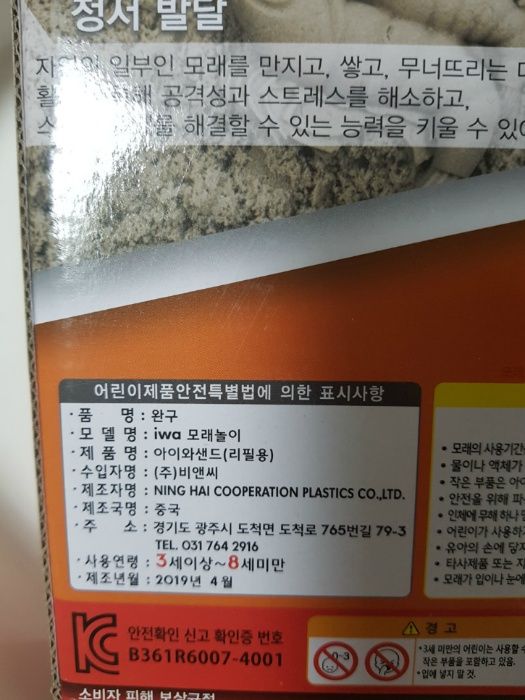 정서 발달
일부인 모래를 만지고, 쌓고, 무너뜨리는
공격성과 스트레스를 해소하고,
해결할 수 있는 능력을 키울 수
어린이제품안전특별법에 의한 표시사항
· 품 명 : 완구
· 모 델 명 : iwa 모래놀이
· 제 품 명 : 아이와샌드(리필용)
· 수입자명 : (주)비앤씨
· 제조자명 : NING HAI COOPERATION PLASTICS CO.,LTD.
· 제조국명 : 중국
· 주 소 : 경기도 광주시 도척면 도척로 765번길 79-3
TEL. 031 764 2916
· 사용연령 : 3세이상~8세미만
· 제조년월 : 2019년 4월
• 모래의 사용기간
• 물이나 액체가
• 작은 부품은
• 안전을 위해
• 인체에 무해하나
• 어린이가 사용하
• 유아의 손에 닿지
• 타사제품 또는
• 모래가 입이나 눈에
KC 안전확인 신고 확인증 번호
B361R6007-4001
경 고
0-3
*3세 미만의 어린이는 사용할
작은 부품을 포함하고 있음.
*입에 넣지 말 것.
소비자 피해 보상규정